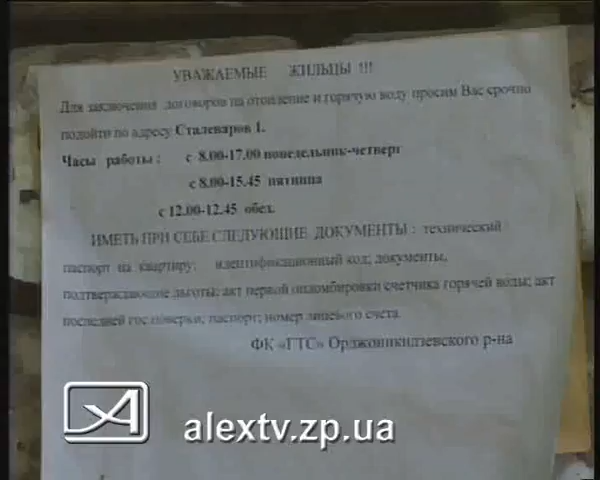 УВАЖАЕМЫЕ ЖИЛЬЦЫ !!!
Для заключения договоров на отопление и горячую воду просим Вас срочно
подойти по адресу Сталеваров 1.
Часы работы : с 8.00-17.00 понедельник-четверг
с 8.00-15.45 пятница
с 12.00-12.45 обед.
ИМЕТЬ ПРИ СЕБЕ СЛЕДУЮЩИЕ ДОКУМЕНТЫ : технический
паспорт на квартиру; идентификационный код; документы,
подтверждающие льготы; акт первой опломбировки счетчика горячей воды; акт
последней гос.поверки; паспорт; номер лицевого счета.
ФК «ГТС» Орджоникидзевского р-на
alextv.zp.ua